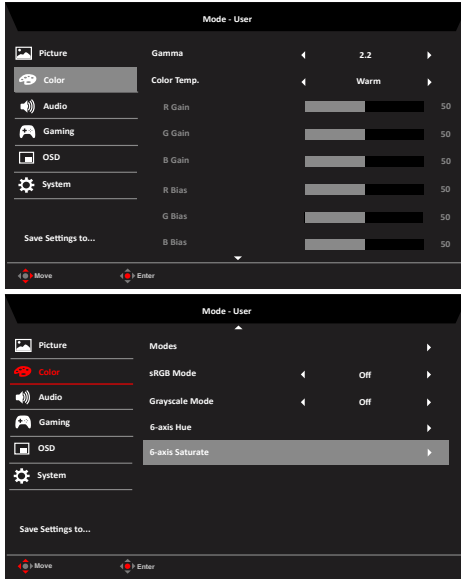 Mode - User
Picture Gamma 2.2
Color Color Temp. Warm
Audio R Gain 50
Gaming G Gain 50
OSD B Gain 50
System R Bias 50
G Bias 50
Save Settings to... B Bias 50
Move Enter
Mode - User
Picture Modes
Color sRGB Mode Off
Audio Grayscale Mode Off
Gaming 6-axis Hue
OSD 6-axis Saturate
System
Save Settings to...
Move Enter